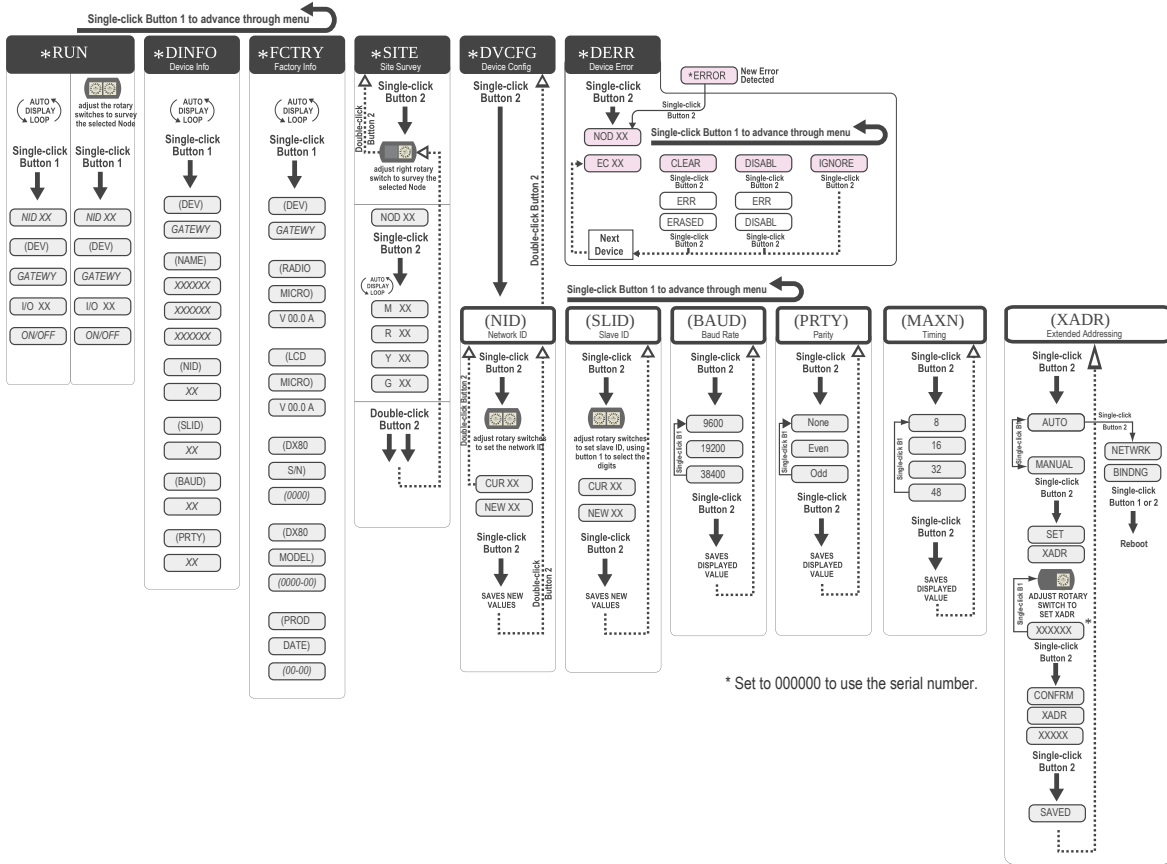 Single-click Button 1 to advance through menu
*RUN
adjust the rotary
switches to survey
the selected Node
AUTO
DISPLAY
LOOP
Single-click
Button 1
NID XX
(DEV)
GATEWY
I/O XX
ON/OFF
Single-click
Button 1
NID XX
(DEV)
GATEWY
I/O XX
ON/OFF
*DINFO
Device Info
AUTO
DISPLAY
LOOP
Single-click
Button 1
(DEV)
GATEWY
(NAME)
XXXXXX
XXXXXX
XXXXXX
(NID)
XX
(SLID)
XX
(BAUD)
XX
(PRTY)
XX
*FCTRY
Factory Info
AUTO
DISPLAY
LOOP
Single-click
Button 1
(DEV)
GATEWY
(RADIO
MICRO)
V 00.0 A
(LCD
MICRO)
V 00.0 A
(DX80
S/N)
(0000)
(DX80
MODEL)
(0000-00)
(PROD
DATE)
(00-00)
*SITE
Site Survey
Single-click
Button 2
Double-click
Button 2
adjust right rotary
switch to survey the
selected Node
NOD XX
Single-click
Button 2
AUTO
DISPLAY
LOOP
M XX
R XX
Y XX
G XX
Double-click
Button 2
*DVCFG
Device Config
Single-click
Button 2
Double-click Button 2
*DERR
Device Error
Single-click
Button 2
*ERROR
New Error
Detected
Single-click
Button 2
NOD XX
Single-click Button 1 to advance through menu
EC XX
CLEAR
Single-click
Button 2
ERR
ERASED
Single-click
Button 2
DISABL
Single-click
Button 2
ERR
DISABL
Single-click
Button 2
IGNORE
Single-click
Button 2
Next
Device
Single-click Button 1 to advance through menu
(NID)
Network ID
Single-click
Button 2
Double-click Button 2
adjust rotary switches
to set the network ID
CUR XX
NEW XX
Single-click
Button 2
SAVES NEW
VALUES
Double-click
Button 2
(SLID)
Slave ID
Single-click
Button 2
adjust rotary switches
to set slave ID, using
button 1 to select the
digits
CUR XX
NEW XX
Single-click
Button 2
SAVES NEW
VALUES
(BAUD)
Baud Rate
Single-click
Button 2
Single-click B1
9600
19200
38400
Single-click
Button 2
SAVES
DISPLAYED
VALUE
(PRTY)
Parity
Single-click
Button 2
Single-click B1
None
Even
Odd
Single-click
Button 2
SAVES
DISPLAYED
VALUE
(MAXN)
Timing
Single-click
Button 2
Single-click B1
8
16
32
48
Single-click
Button 2
SAVES
DISPLAYED
VALUE
(XADR)
Extended Addressing
Single-click
Button 2
Single-click B1
AUTO
Single-click
Button 2
NETWRK
BINDNG
Single-click
Button 1 or 2
Reboot
MANUAL
Single-click
Button 2
SET
XADR
Single-click B1
ADJUST ROTARY
SWITCH TO
SET XADR
XXXXXX *
Single-click
Button 2
CONFRM
XADR
XXXXX
Single-click
Button 2
SAVED
* Set to 000000 to use the serial number.